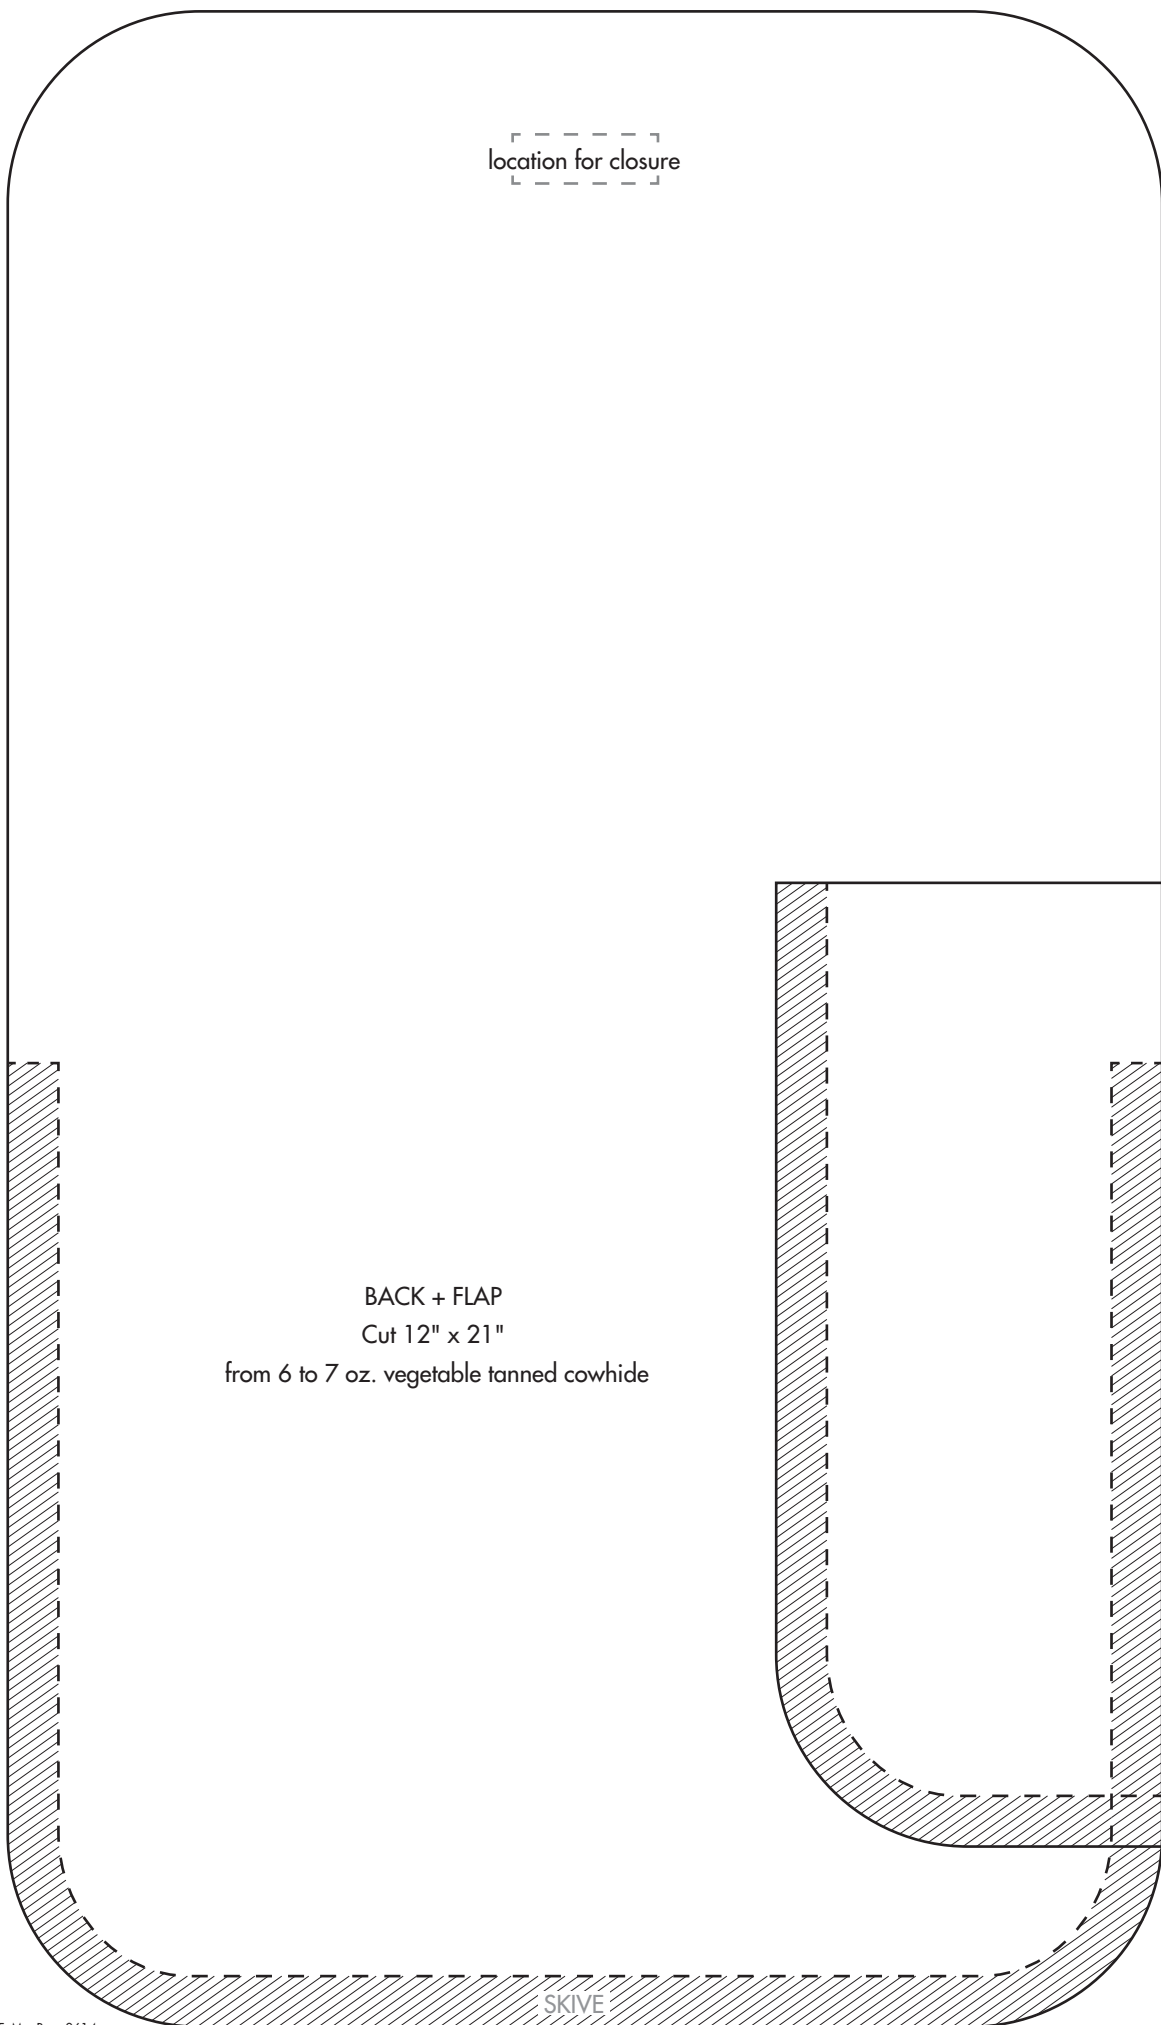 location for closure
BACK + FLAP
Cut 12" x 21"
from 6 to 7 oz. vegetable tanned cowhide
SKIVE